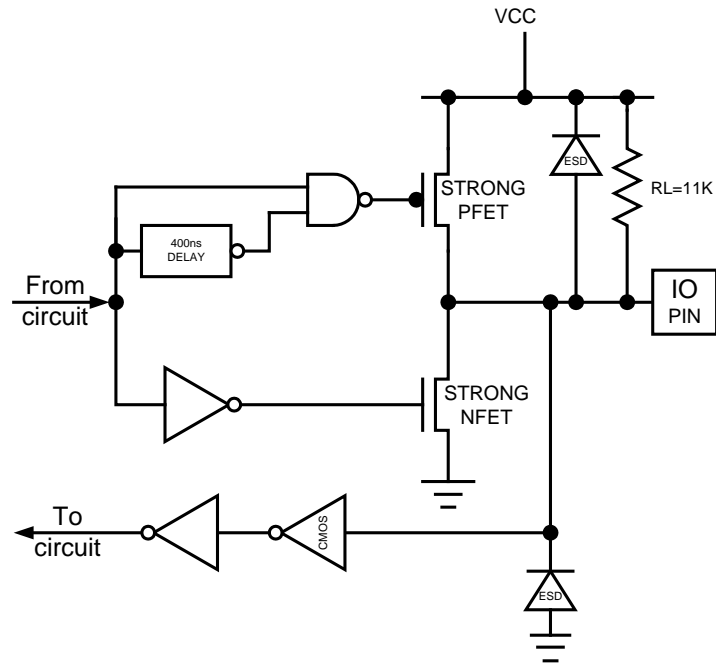 VCC
ESD
STRONG
PFET
RL=11K
400ns
DELAY
From
circuit
IO
PIN
STRONG
NFET
To
circuit
CMOS
ESD